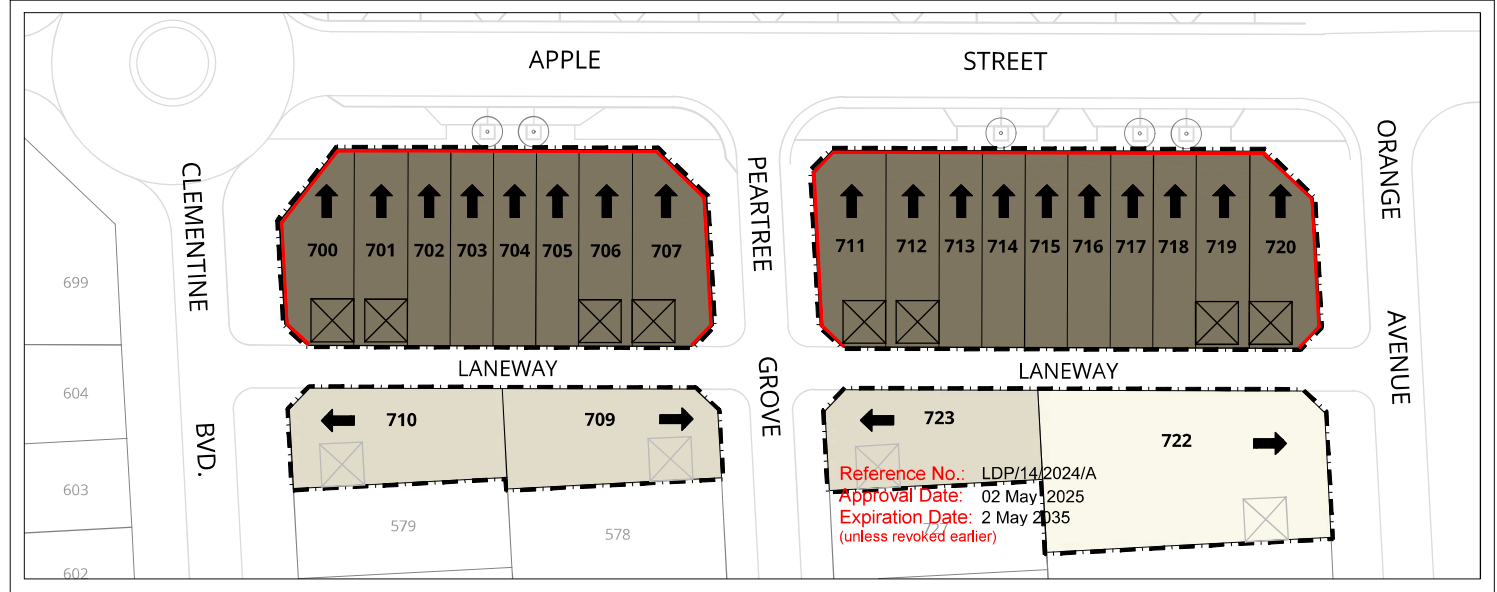 APPLE STREET
CLEMENTINE BVD.
PEARTREE GROVE
ORANGE AVENUE
700 701 702 703 704 705 706 707
711 712 713 714 715 716 717 718 719 720
LANEWAY
LANEWAY
710 709
723 722
699
604
603
602
579
578
727
Reference No.: LDP/14/2024/A
Approval Date: 02 May 2025
Expiration Date: 2 May 2035
(unless revoked earlier)